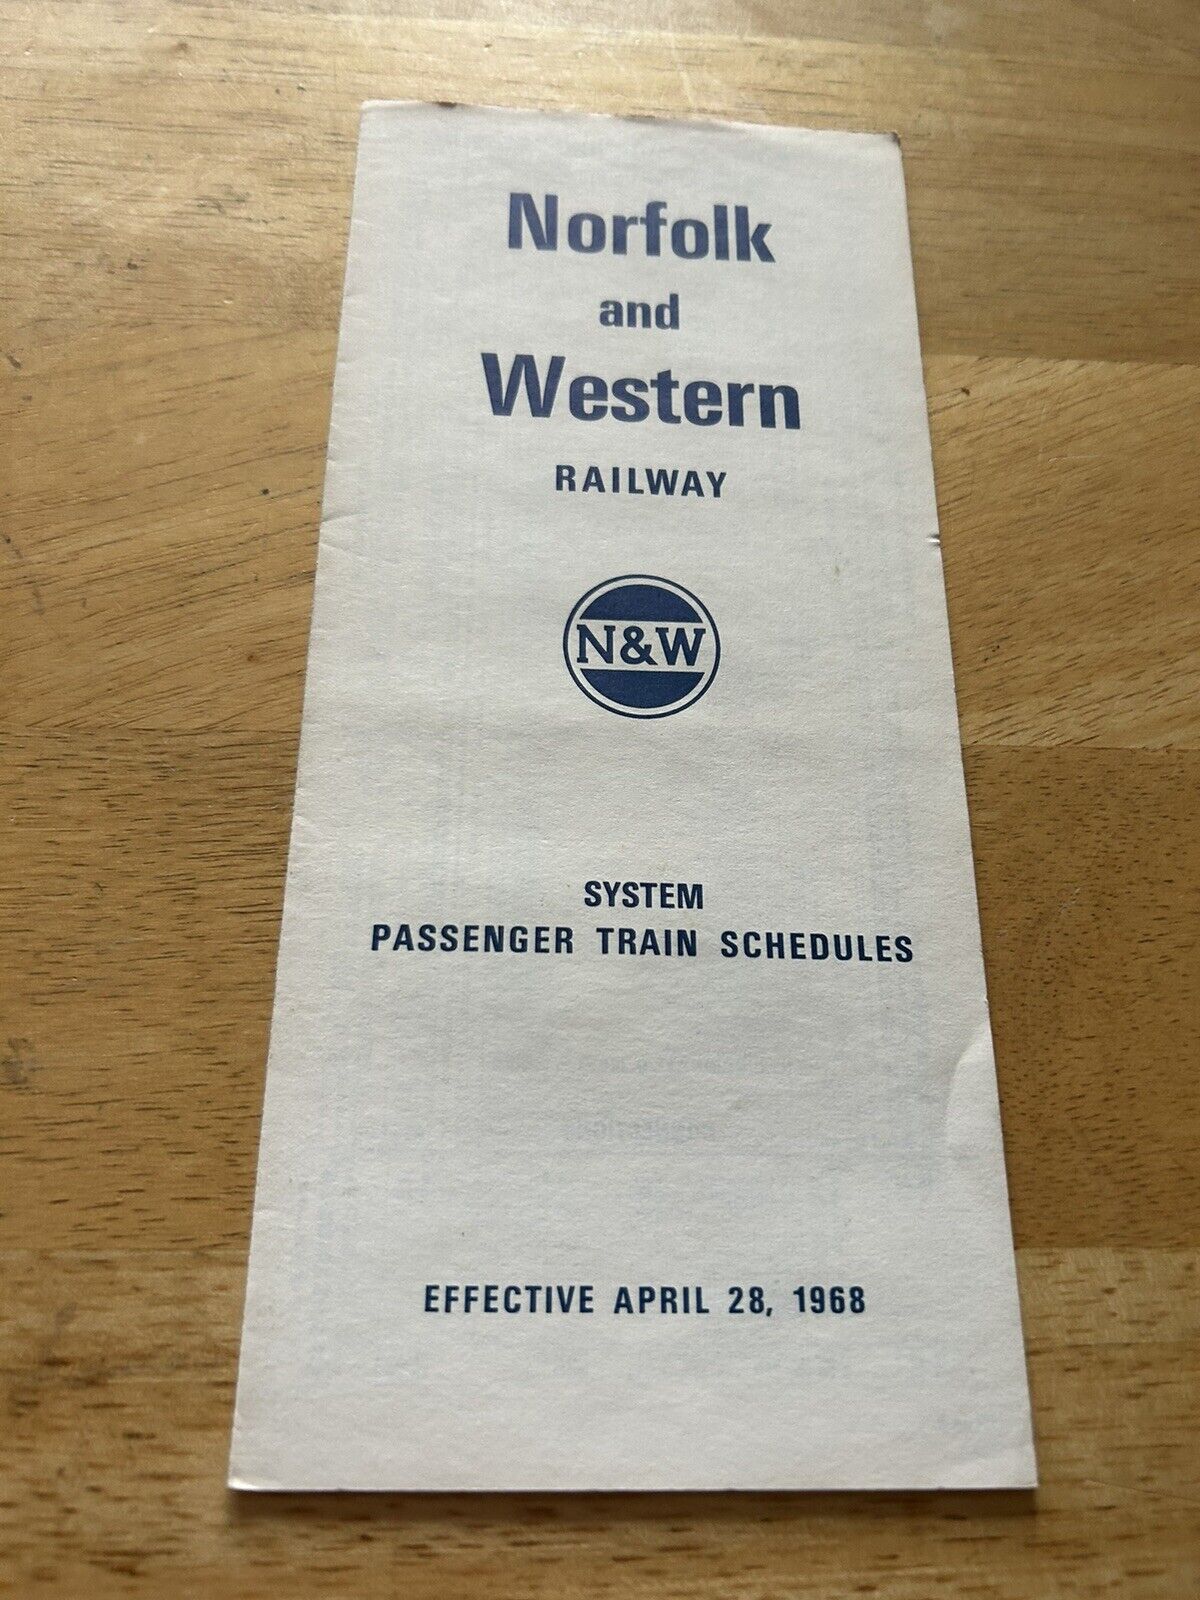 Norfolk
and
Western
RAILWAY
N&W
SYSTEM
PASSENGER TRAIN SCHEDULES
EFFECTIVE APRIL 28, 1968